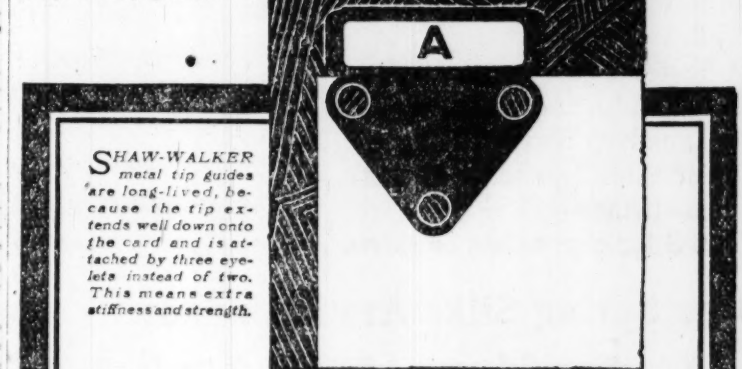 A
SHAW-WALKER
metal tip guides
are long-lived, be-
cause the tip ex-
tends well down onto
the card and is at-
tached by three eye-
lets instead of two.
This means extra
stiffness and strength.